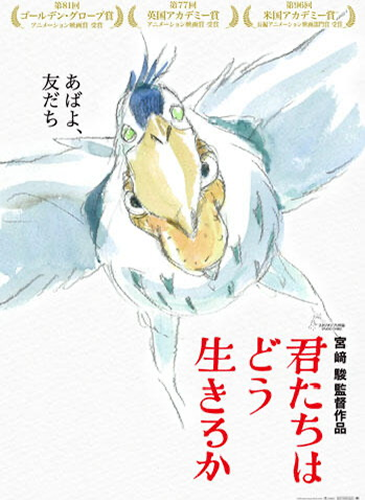 第81回
ゴールデン・グローブ賞
アニメーション映画賞 受賞
第77回
英国アカデミー賞
アニメーション映画賞 受賞
第96回
米国アカデミー賞
長編アニメーション映画部門賞 受賞
あばよ、
友だち
宮﨑 駿 監督作品
君たちは
どう
生きるか